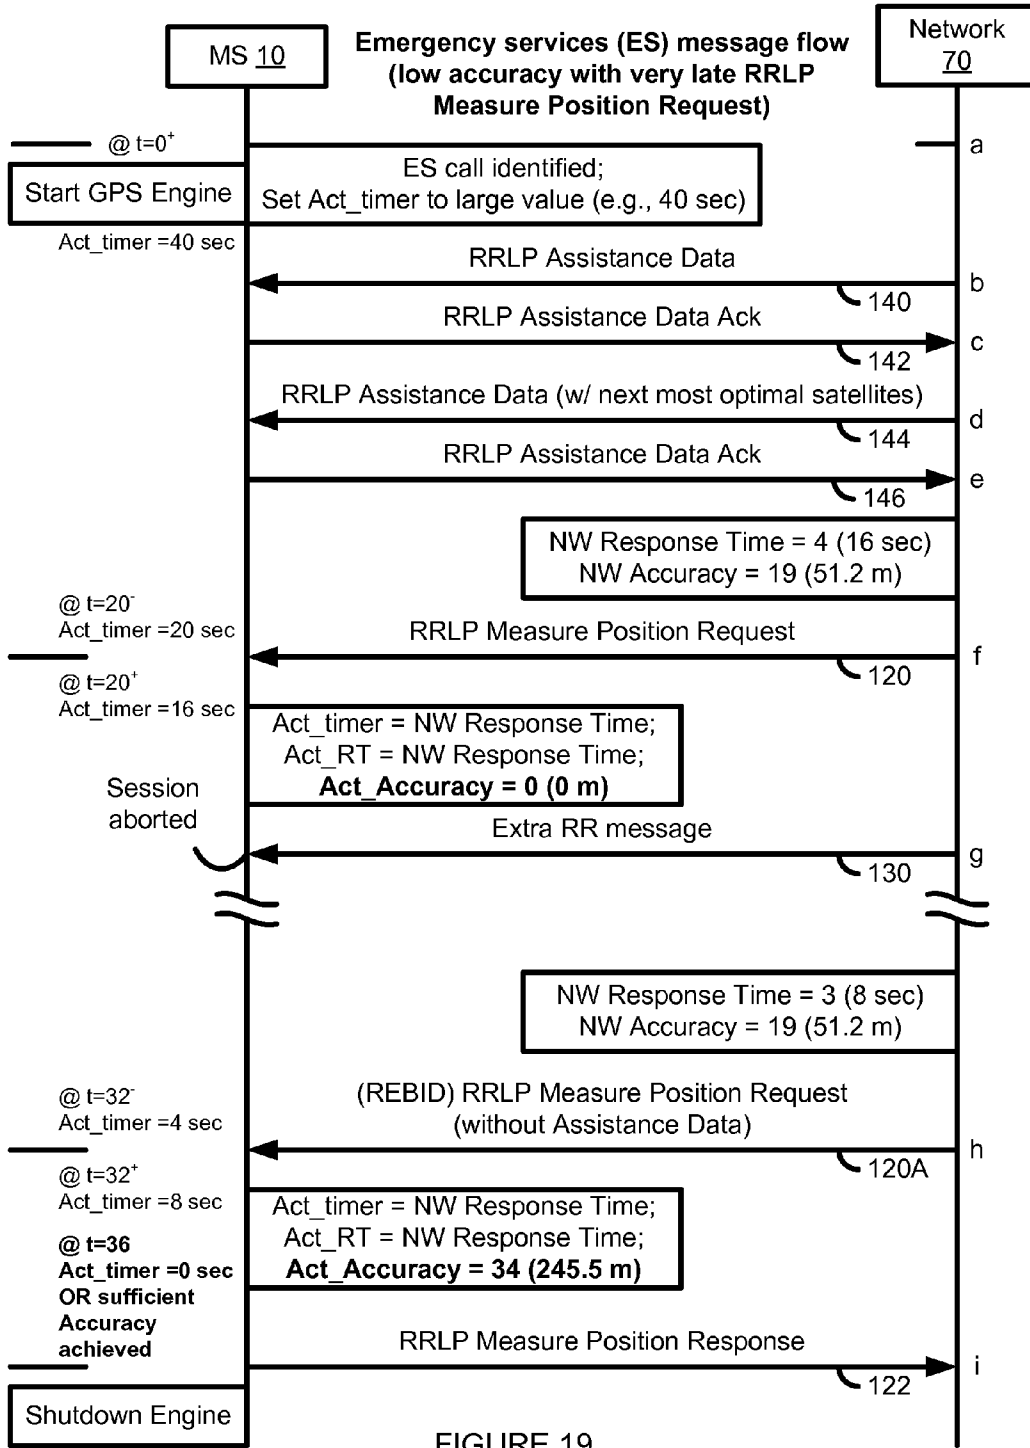 MS 10
Emergency services (ES) message flow
(low accuracy with very late RRLP
Measure Position Request)
Network
70
@ t=0+
a
Start GPS Engine
ES call identified;
Set Act_timer to large value (e.g., 40 sec)
Act_timer =40 sec
RRLP Assistance Data
b
140
RRLP Assistance Data Ack
c
142
RRLP Assistance Data (w/ next most optimal satellites)
d
144
RRLP Assistance Data Ack
e
146
NW Response Time = 4 (16 sec)
NW Accuracy = 19 (51.2 m)
@ t=20-
Act_timer =20 sec
RRLP Measure Position Request
f
120
@ t=20+
Act_timer =16 sec
Act_timer = NW Response Time;
Act_RT = NW Response Time;
Act_Accuracy = 0 (0 m)
Session
aborted
Extra RR message
g
130
NW Response Time = 3 (8 sec)
NW Accuracy = 19 (51.2 m)
@ t=32-
Act_timer =4 sec
(REBID) RRLP Measure Position Request
(without Assistance Data)
h
120A
@ t=32+
Act_timer =8 sec
Act_timer = NW Response Time;
Act_RT = NW Response Time;
Act_Accuracy = 34 (245.5 m)
@ t=36
Act_timer =0 sec
OR sufficient
Accuracy
achieved
RRLP Measure Position Response
i
122
Shutdown Engine
FIGURE 19